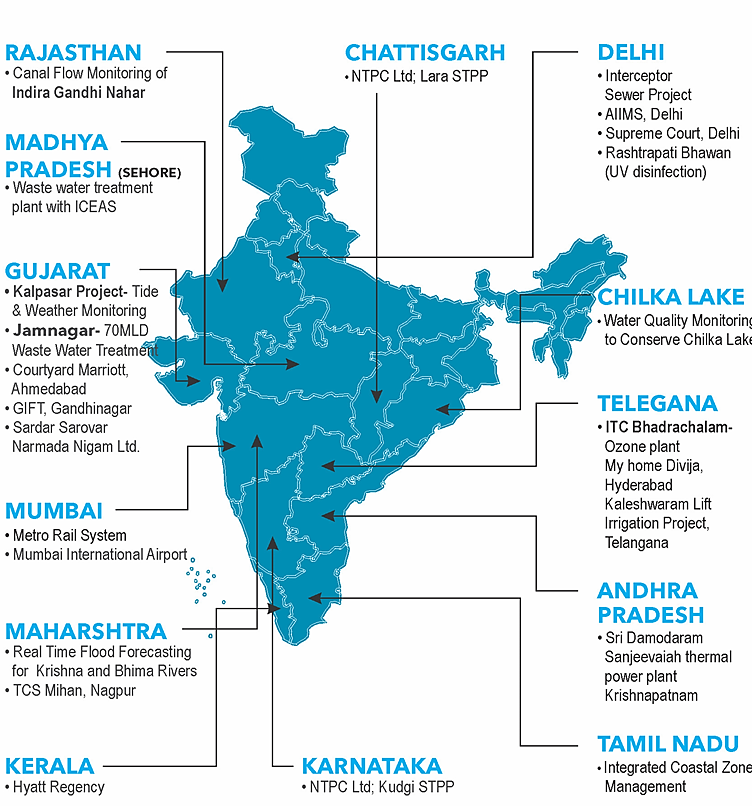 RAJASTHAN
• Canal Flow Monitoring of
Indira Gandhi Nahar
MADHYA
PRADESH (SEHORE)
• Waste water treatment
plant with ICEAS
GUJARAT
• Kalpasar Project- Tide
& Weather Monitoring
• Jamnagar- 70MLD
Waste Water Treatment
• Courtyard Marriott,
Ahmedabad
• GIFT, Gandhinagar
• Sardar Sarovar
Narmada Nigam Ltd.
MUMBAI
• Metro Rail System
• Mumbai International Airport
MAHARSHTRA
• Real Time Flood Forecasting
for Krishna and Bhima Rivers
• TCS Mihan, Nagpur
KERALA
• Hyatt Regency
CHATTISGARH
• NTPC Ltd; Lara STPP
KARNATAKA
• NTPC Ltd; Kudgi STPP
DELHI
• Interceptor
Sewer Project
• AIIMS, Delhi
• Supreme Court, Delhi
• Rashtrapati Bhawan
(UV disinfection)
CHILKA LAKE
• Water Quality Monitoring
to Conserve Chilka Lake
TELEGANA
• ITC Bhadrachalam-
Ozone plant
My home Divija,
Hyderabad
Kaleshwaram Lift
Irrigation Project,
Telangana
ANDHRA
PRADESH
• Sri Damodaram
Sanjeevaiah thermal
power plant
Krishnapatnam
TAMIL NADU
• Integrated Coastal Zone
Management